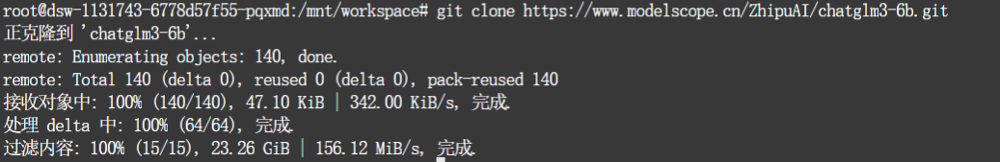 root@dsw-1131743-6778d57f55-pqxmd:/mnt/workspace# git clone https://www.modelscope.cn/ZhipuAI/chatglm3-6b.git
正克隆到 'chatglm3-6b'...
remote: Enumerating objects: 140, done.
remote: Total 140 (delta 0), reused 0 (delta 0), pack-reused 140
接收对象中: 100% (140/140), 47.10 KiB | 342.00 KiB/s, 完成.
处理 delta 中: 100% (64/64), 完成.
过滤内容: 100% (15/15), 23.26 GiB | 156.12 MiB/s, 完成.